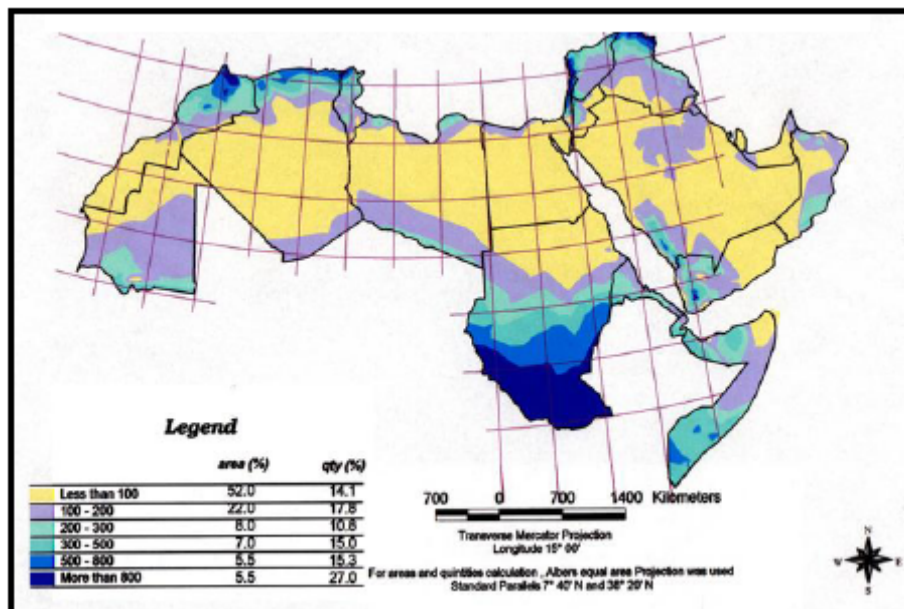 Legend
area (%) qty (%)
Less than 100 52.0 14.1
100 - 200 22.0 17.8
200 - 300 8.0 10.8
300 - 500 7.0 15.0
500 - 800 5.5 15.3
More than 800 5.5 27.0
700 0 700 1400 Kilometers
Transverse Mercator Projection
Longitude 15° 00'
For areas and quintities calculation , Albers equal area Projection was used
Standard Parallels 7° 40' N and 38° 20' N
N
W E
S